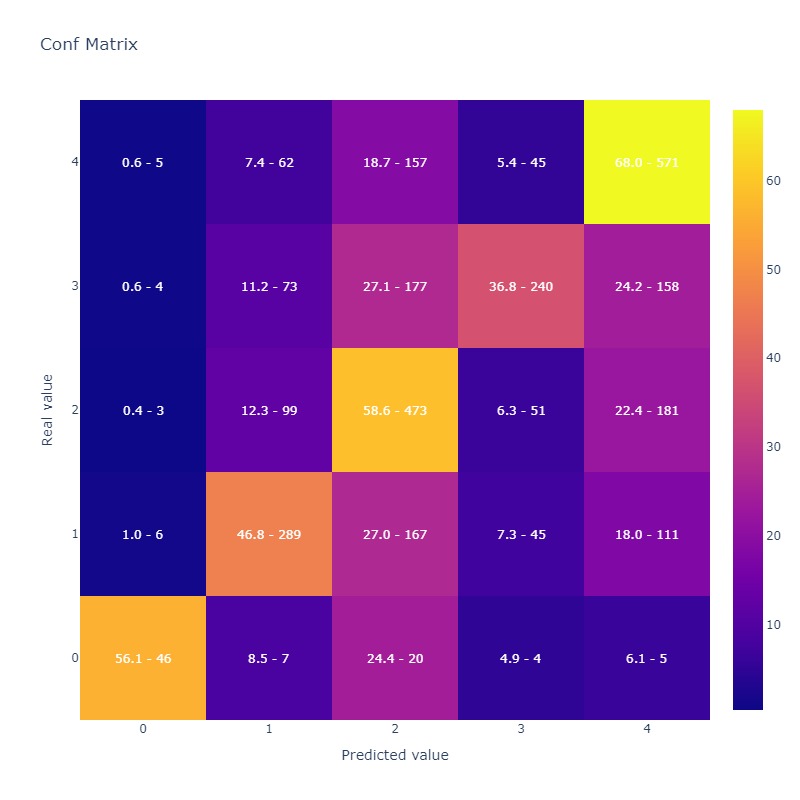 Conf Matrix
4 0.6 - 5 7.4 - 62 18.7 - 157 5.4 - 45 68.0 - 571
3 0.6 - 4 11.2 - 73 27.1 - 177 36.8 - 240 24.2 - 158
2 0.4 - 3 12.3 - 99 58.6 - 473 6.3 - 51 22.4 - 181
1 1.0 - 6 46.8 - 289 27.0 - 167 7.3 - 45 18.0 - 111
0 56.1 - 46 8.5 - 7 24.4 - 20 4.9 - 4 6.1 - 5
0 1 2 3 4
Predicted value
Real value
60
50
40
30
20
10